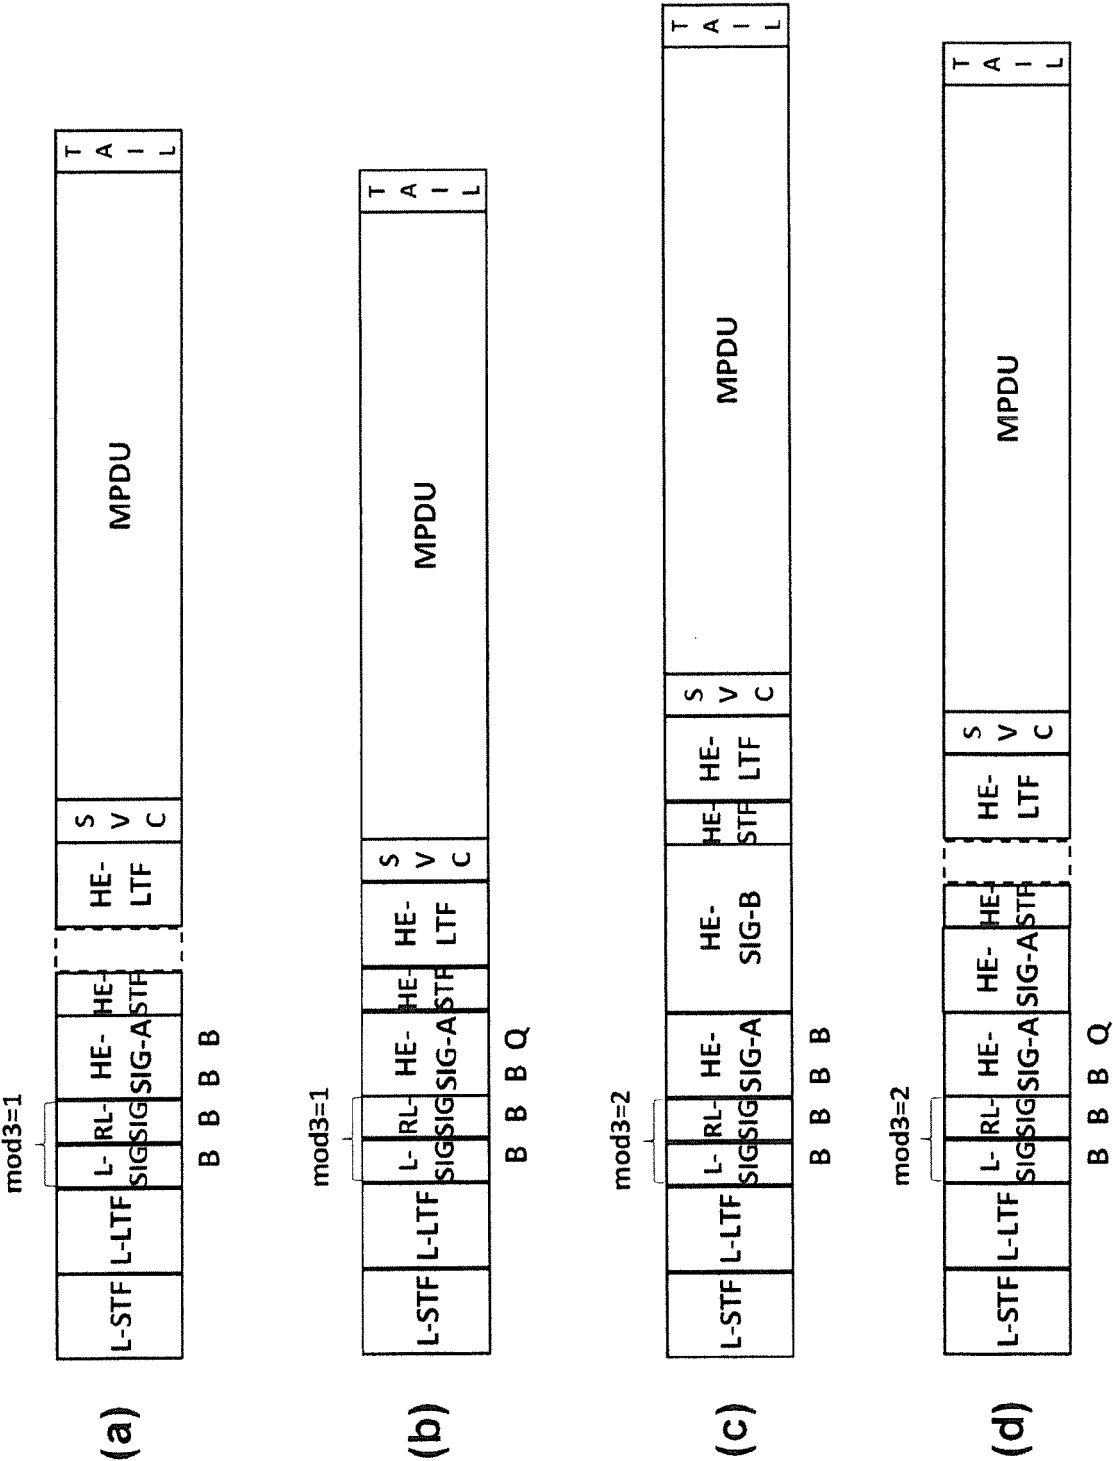 (a)
mod3=1
L-STF
L-LTF
L-
SIG
RL-
SIG
HE-
SIG-A
HE-
STF
HE-
LTF
S
V
C
MPDU
T
A
I
L
B B B B
(b)
mod3=1
L-STF
L-LTF
L-
SIG
RL-
SIG
HE-
SIG-A
HE-
STF
HE-
LTF
S
V
C
MPDU
T
A
I
L
B B B Q
(c)
mod3=2
L-STF
L-LTF
L-
SIG
RL-
SIG
HE-
SIG-A
HE-
SIG-B
HE-
STF
HE-
LTF
S
V
C
MPDU
T
A
I
L
B B B B
(d)
mod3=2
L-STF
L-LTF
L-
SIG
RL-
SIG
HE-
SIG-A
HE-
SIG-A
HE-
STF
HE-
LTF
S
V
C
MPDU
T
A
I
L
B B B Q